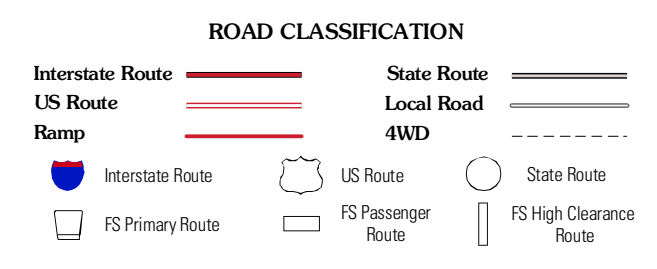 ROAD CLASSIFICATION
Interstate Route
State Route
US Route
Local Road
Ramp
4WD
Interstate Route
US Route
State Route
FS Primary Route
FS Passenger
Route
FS High Clearance
Route